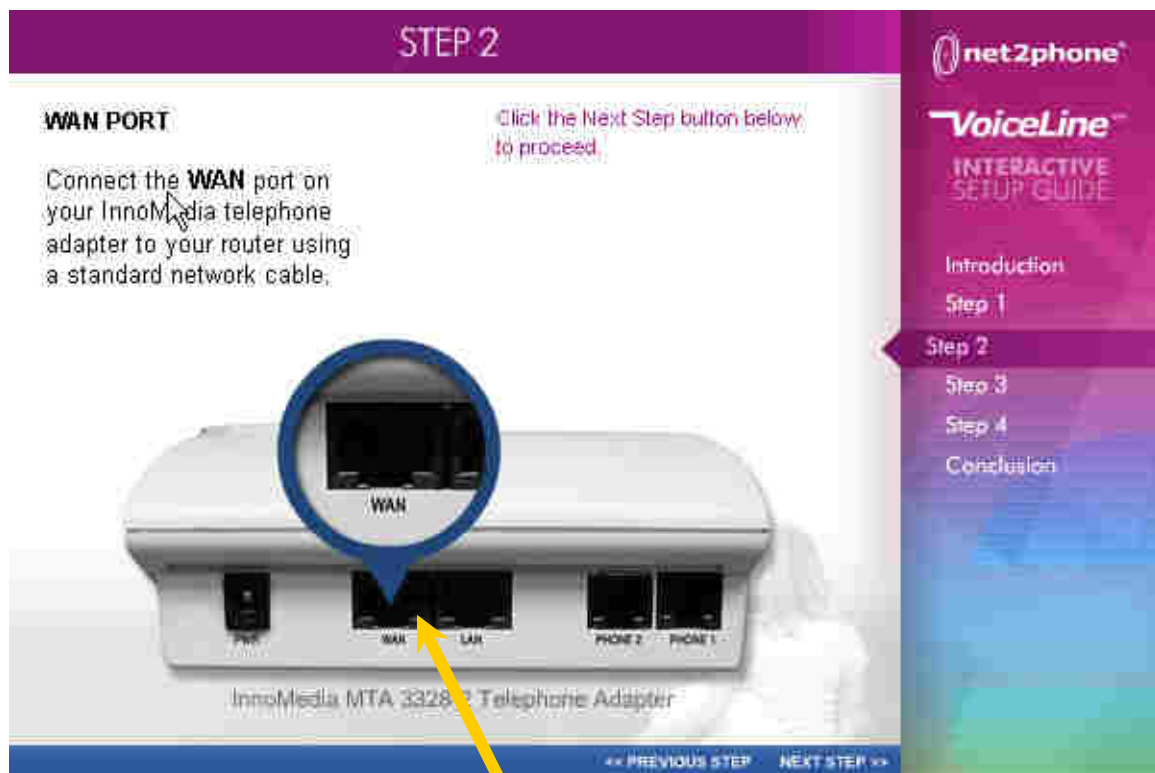 STEP 2
WAN PORT
Connect the WAN port on
your InnoMedia telephone
adapter to your router using
a standard network cable.
Click the Next Step button below
to proceed.
WAN
PWR
WAN
LAN
PHONE 2
PHONE 1
InnoMedia MTA 3328-2 Telephone Adapter
<< PREVIOUS STEP
NEXT STEP >>
net2phone
VoiceLine
INTERACTIVE
SETUP GUIDE
Introduction
Step 1
Step 2
Step 3
Step 4
Conclusion